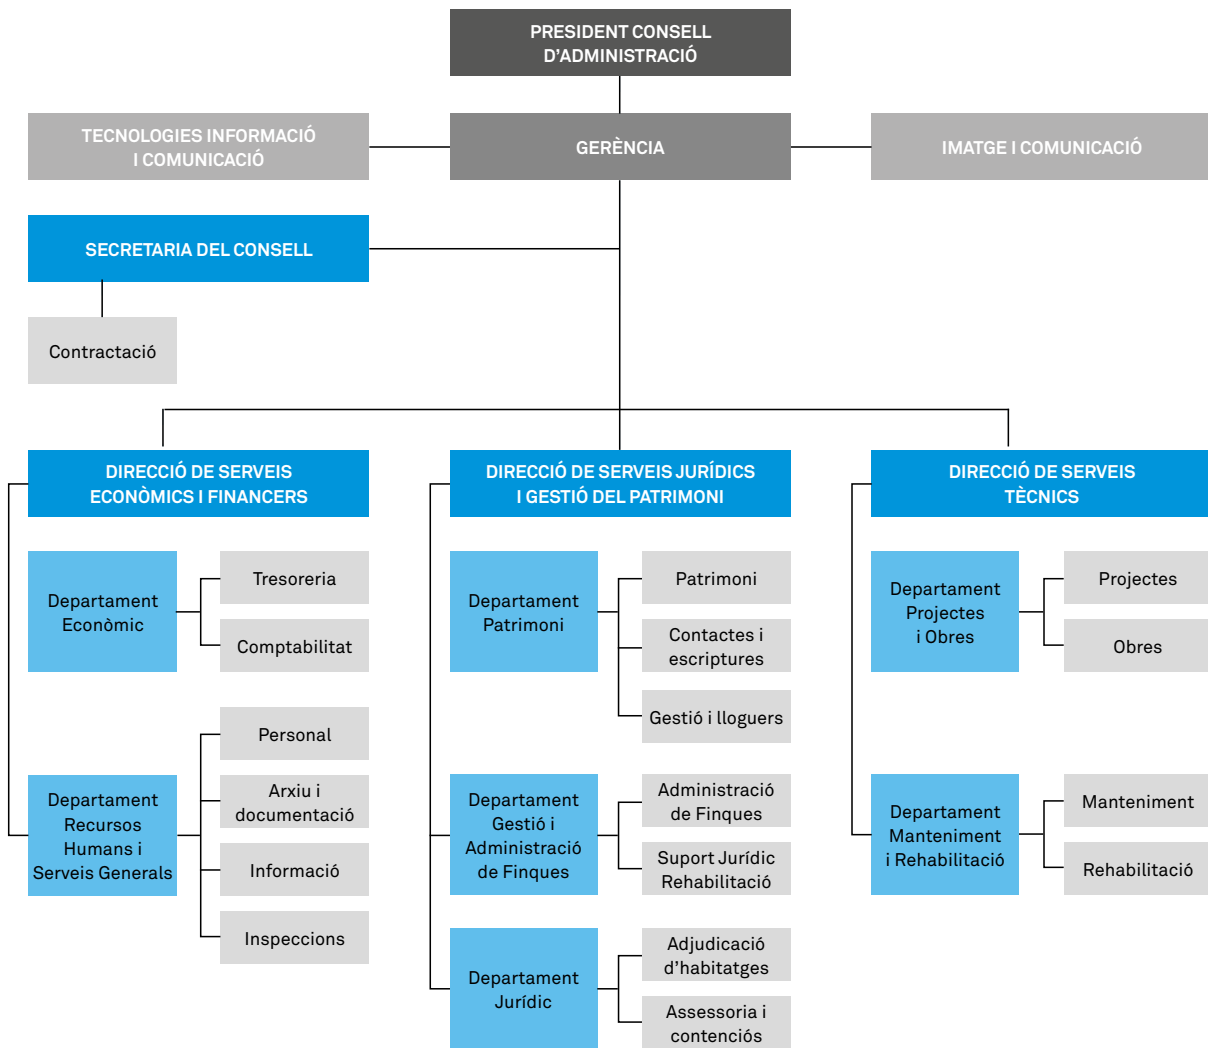 PRESIDENT CONSELL
D’ADMINISTRACIÓ
TECNOLOGIES INFORMACIÓ
I COMUNICACIÓ
GERÈNCIA
IMATGE I COMUNICACIÓ
SECRETARIA DEL CONSELL
Contractació
DIRECCIÓ DE SERVEIS
ECONÒMICS I FINANCERS
DIRECCIÓ DE SERVEIS JURÍDICS
I GESTIÓ DEL PATRIMONI
DIRECCIÓ DE SERVEIS
TÈCNICS
Departament
Econòmic
Tresoreria
Comptabilitat
Departament
Recursos
Humans i
Serveis Generals
Personal
Arxiu i
documentació
Informació
Inspeccions
Departament
Patrimoni
Patrimoni
Contactes i
escriptures
Gestió i lloguers
Departament
Gestió i
Administració
de Finques
Administració
de Finques
Suport Jurídic
Rehabilitació
Departament
Jurídic
Adjudicació
d’habitatges
Assessoria i
contenciós
Departament
Projectes
i Obres
Projectes
Obres
Departament
Manteniment
i Rehabilitació
Manteniment
Rehabilitació